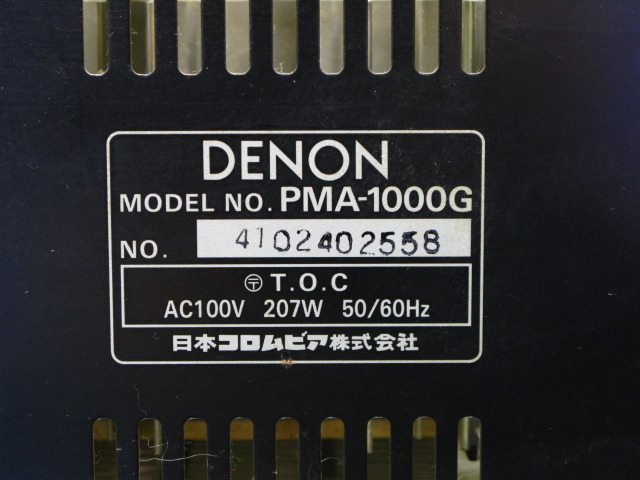 DENON
MODEL NO. PMA-1000G
NO. 4102402558
〶 T.O.C
AC100V 207W 50/60Hz
日本コロムビア株式会社